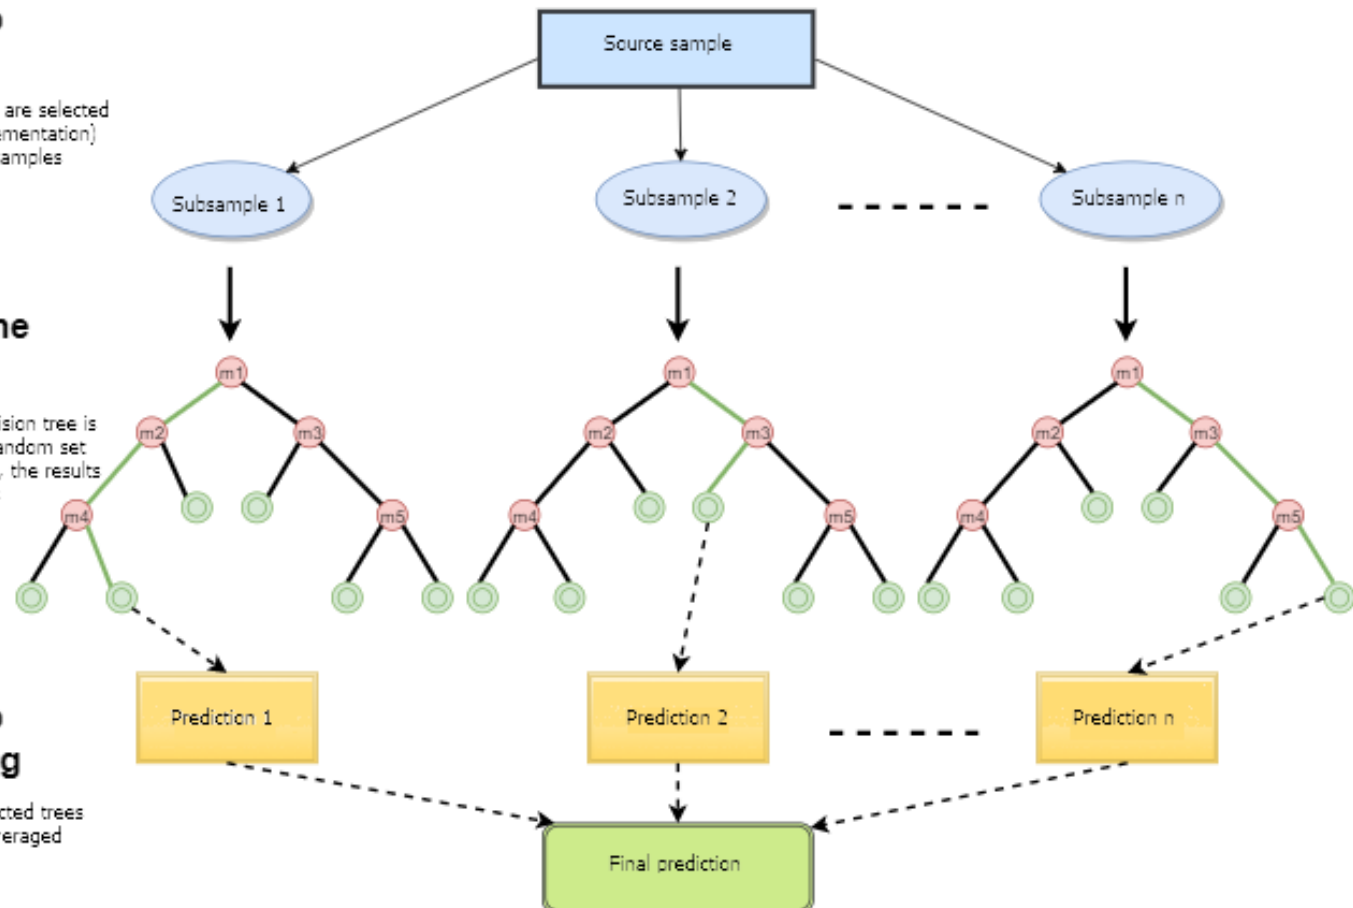 Source sample
are selected
ementation)
amples
Subsample 1
Subsample 2
Subsample n
ne
m1
m1
m1
ision tree is
andom set
, the results
m2
m3
m2
m3
m2
m3
m4
m5
m4
m5
m4
m5
Prediction 1
Prediction 2
Prediction n
g
cted trees
veraged
Final prediction